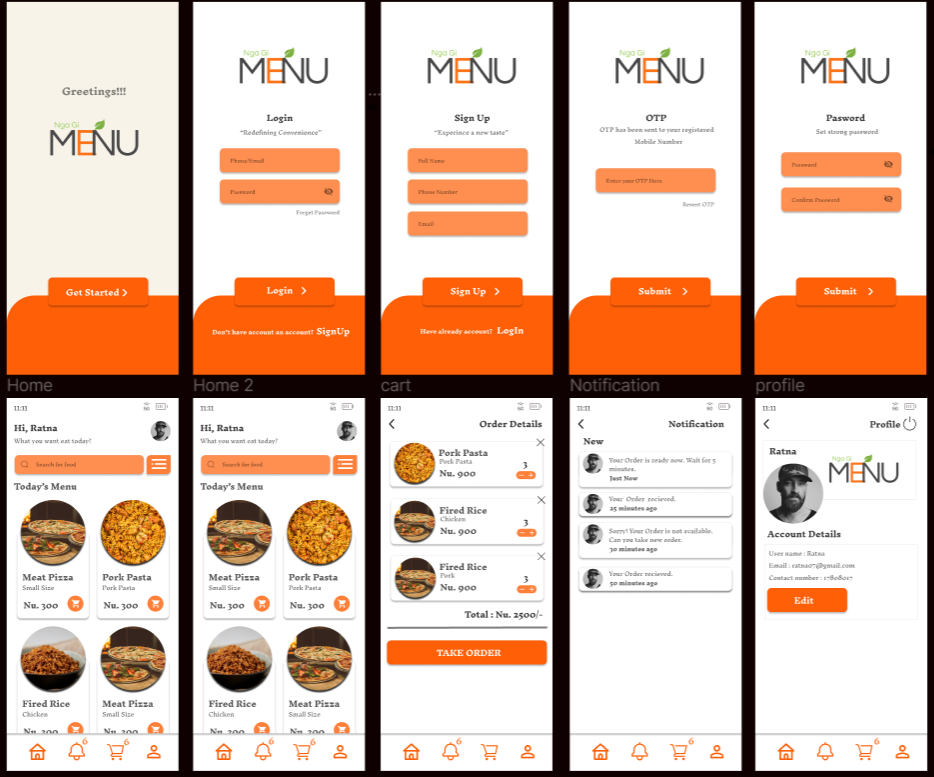 Greetings!!!
Nga Gi
MENU
Get Started
Nga Gi
MENU
Login
“Redefining Convenience”
Phone/Email
Password
Forget Password
Login
Don't have account an account? SignUp
Nga Gi
MENU
Sign Up
“Experince a new taste”
Full Name
Phone Number
Email
Sign Up
Have already account? LogIn
Nga Gi
MENU
OTP
OTP has been sent to your registered
Mobile Number
Enter your OTP Here
Resent OTP
Submit
Nga Gi
MENU
Pasword
Set strong password
Password
Confirm Password
Submit
Home
11:11
5G
Hi, Ratna
What you want eat today?
Search for food
Today's Menu
Meat Pizza
Small Size
Nu. 300
Pork Pasta
Pork Pasta
Nu. 300
Fired Rice
Chicken
Nu. 300
Meat Pizza
Small Size
Nu. 300
6
6
Home 2
11:11
5G
Hi, Ratna
What you want eat today?
Search for food
Today's Menu
Meat Pizza
Small Size
Nu. 300
Pork Pasta
Pork Pasta
Nu. 300
Fired Rice
Chicken
Nu. 300
Meat Pizza
Small Size
Nu. 300
6
6
cart
11:11
5G
Order Details
Pork Pasta
Pork Pasta
Nu. 900
3
Fired Rice
Chicken
Nu. 900
3
Fired Rice
Pork
Nu. 900
3
Total : Nu. 2500/-
TAKE ORDER
6
Notification
11:11
5G
Notification
New
Your Order is ready now. Wait for 5
minutes.
Just Now
Your Order recieved.
25 minutes ago
Sorry! Your Order is not available.
Can you take new order.
30 minutes ago
Your Order recieved.
50 minutes ago
6
profile
11:11
5G
Profile
Ratna
Nga Gi
MENU
Account Details
User name : Ratna
Email : ratna07@gmail.com
Contact number : 17808017
Edit
6